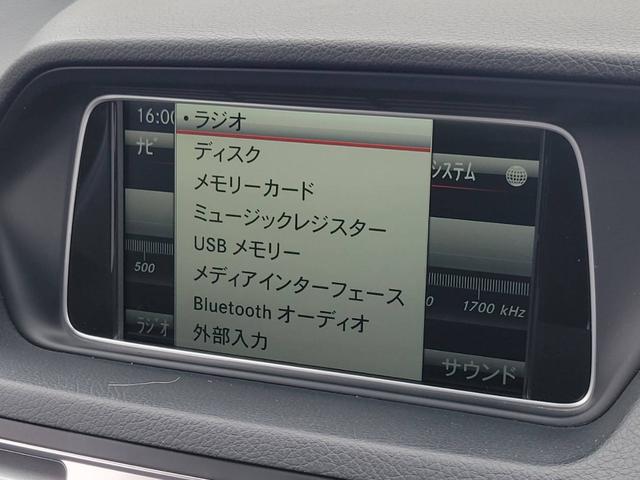 16:00
ナビ
・ラジオ
ディスク
メモリーカード
ミュージックレジスター
USB メモリー
メディアインターフェース
Bluetooth オーディオ
外部入力
システム
500
1700 kHz
ラジオ
サウンド